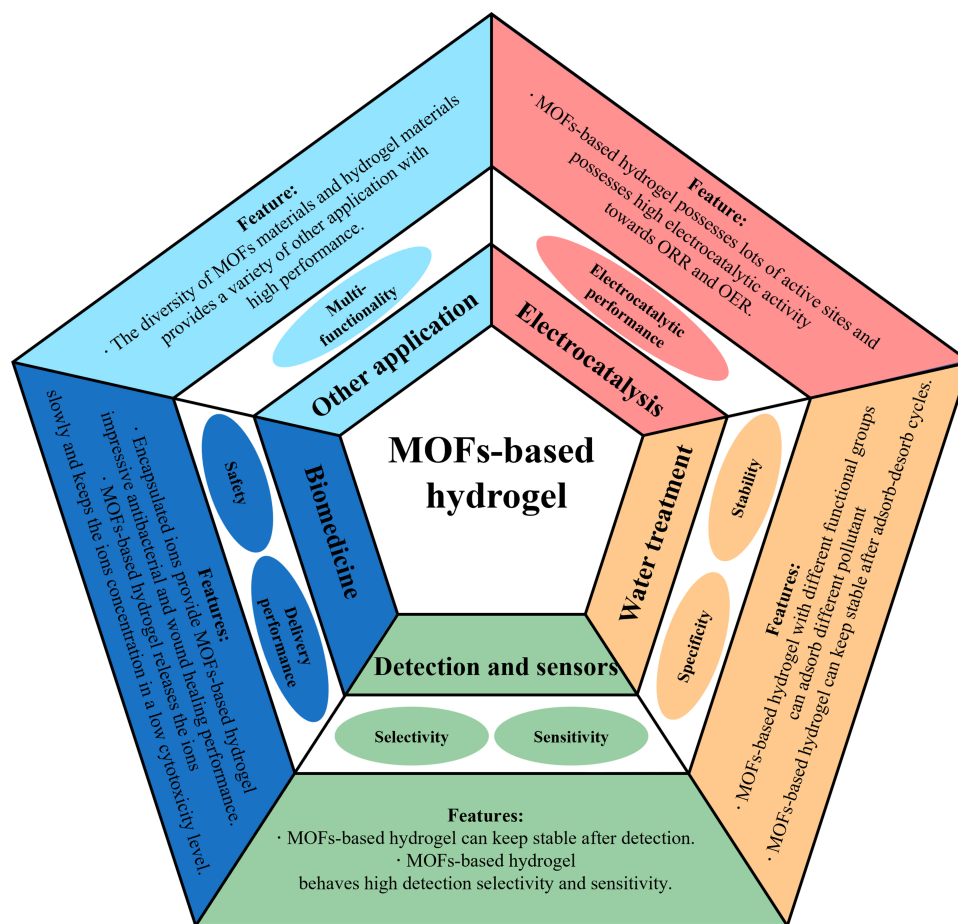 MOFs-based
hydrogel
Electrocatalysis
Electrocatalytic
performance
Feature:
· MOFs-based hydrogel possesses lots of active sites and
possesses high electrocatalytic activity
towards ORR and OER.
Water treatment
Stability
Specificity
Features:
· MOFs-based hydrogel with different functional groups
can adsorb different pollutant
· MOFs-based hydrogel can keep stable after adsorb-desorb cycles.
Detection and sensors
Selectivity
Sensitivity
Features:
· MOFs-based hydrogel can keep stable after detection.
· MOFs-based hydrogel
behaves high detection selectivity and sensitivity.
Biomedicine
Safety
Delivery
performance
Features:
· Encapsulated ions provide MOFs-based hydrogel
impressive antibacterial and wound healing performance.
· MOFs-based hydrogel releases the ions
slowly and keeps the ions concentration in a low cytotoxicity level.
Other application
Multi-
functionality
Feature:
· The diversity of MOFs materials and hydrogel materials
provides a variety of other application with
high performance.